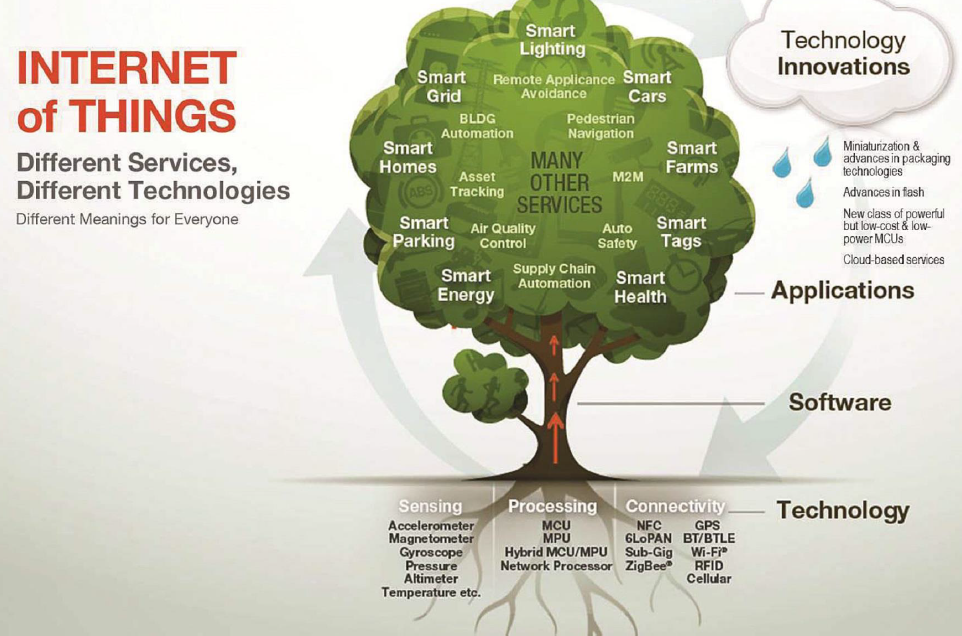 INTERNET
of THINGS
Different Services,
Different Technologies
Different Meanings for Everyone
Smart
Lighting
Smart
Grid
Remote Applicance
Avoidance
Smart
Cars
BLDG
Automation
Pedestrian
Navigation
Smart
Homes
MANY
OTHER
SERVICES
Smart
Farms
Asset
Tracking
M2M
Smart
Parking
Air Quality
Control
Auto
Safety
Smart
Tags
Smart
Energy
Supply Chain
Automation
Smart
Health
ABS
Technology
Innovations
Miniaturization &
advances in packaging
technologies
Advances in flash
New class of powerful
but low-cost & low-
power MCUs
Cloud-based services
Applications
Software
Technology
Sensing
Accelerometer
Magnetometer
Gyroscope
Pressure
Altimeter
Temperature etc.
Processing
MCU
MPU
Hybrid MCU/MPU
Network Processor
Connectivity
NFC
6LoPAN
Sub-Gig
ZigBee®
GPS
BT/BTLE
Wi-Fi®
RFID
Cellular